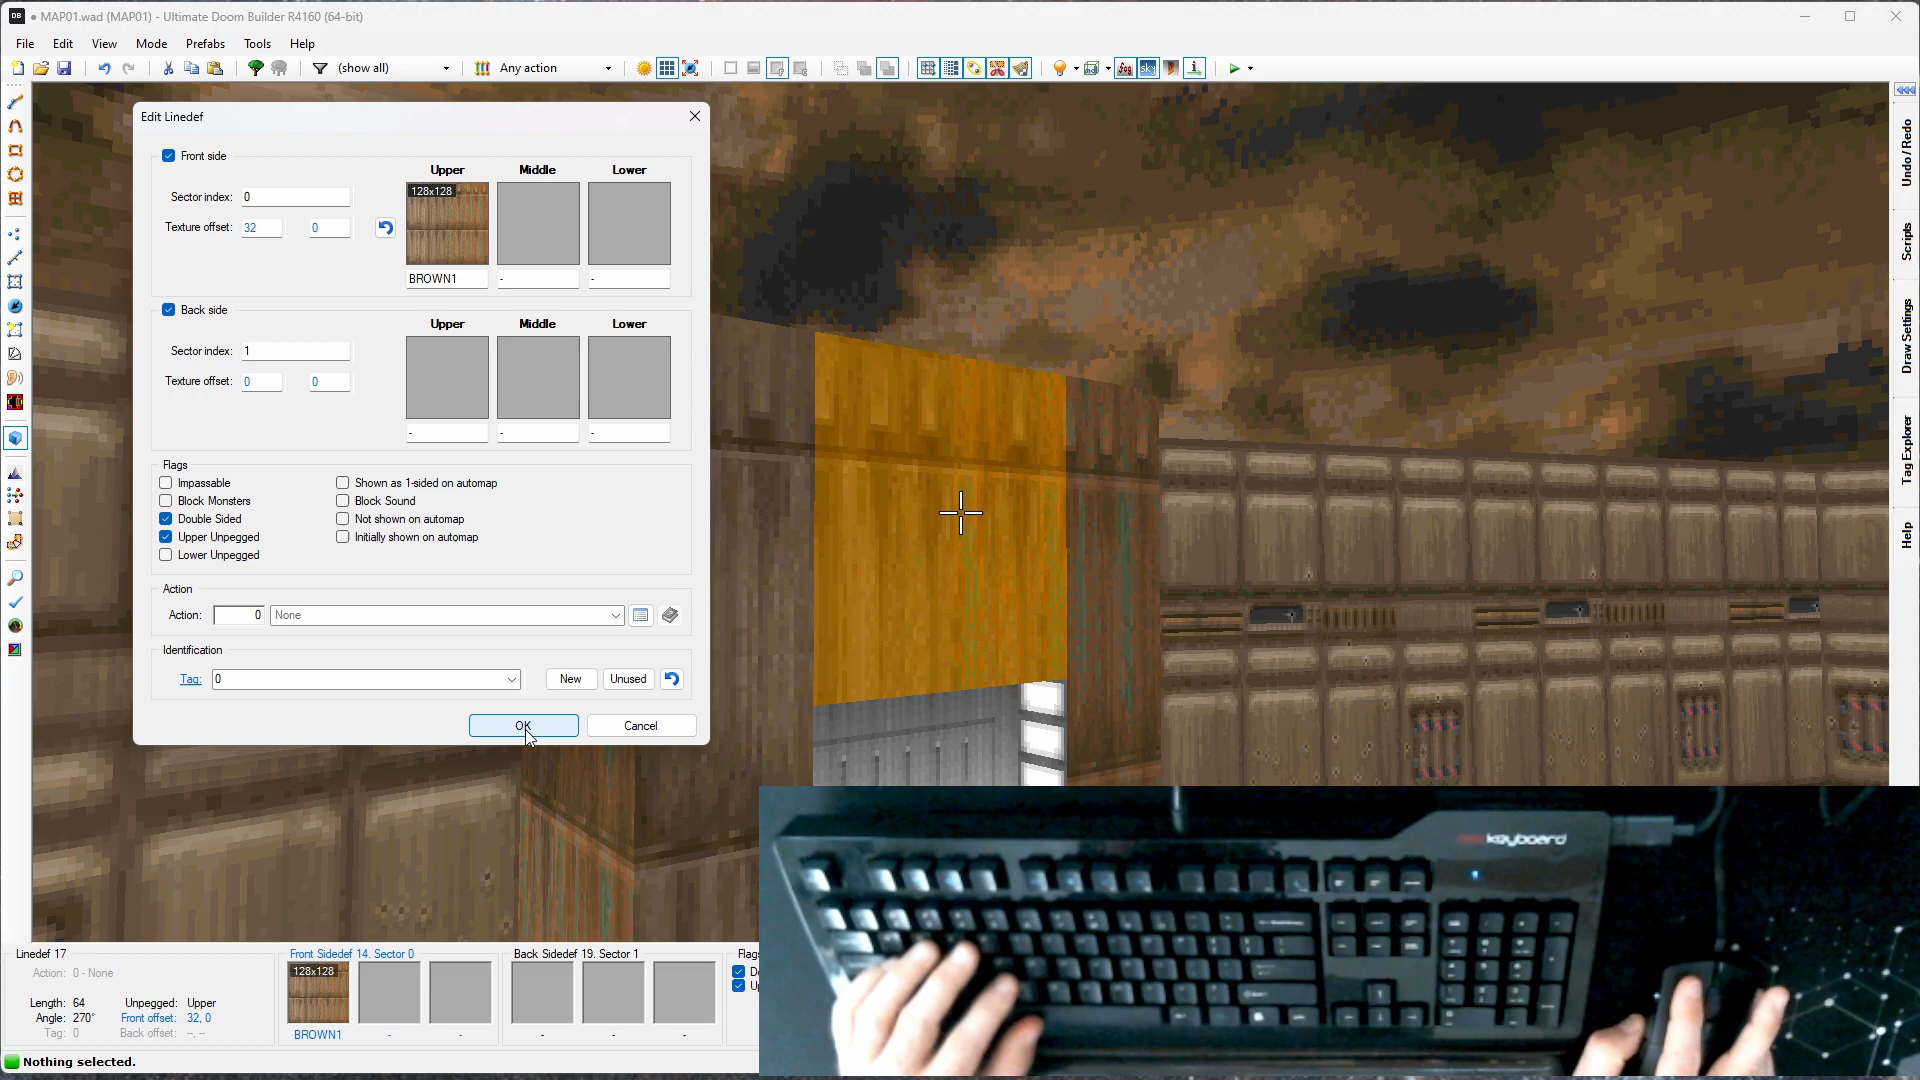 MAP01.wad (MAP01) - Ultimate Doom Builder R4160 (64-bit)
File Edit View Mode Prefabs Tools Help
(show all) Any action
Edit Linedef
Front side
Upper Middle Lower
128x128
Sector index: 0
Texture offset: 32 0
BROWN1 - -
Back side
Upper Middle Lower
Sector index: 1
Texture offset: 0 0
- - -
Flags
Impassable Shown as 1-sided on automap
Block Monsters Block Sound
Double Sided Not shown on automap
Upper Unpegged Initially shown on automap
Lower Unpegged
Action
Action: 0 None
Identification
Tag: 0 New Unused
OK Cancel
Undo / Redo
Scripts
Draw Settings
Tag Explorer
Help
keyboard
Linedef 17
Action: 0 - None
Length: 64 Unpegged: Upper
Angle: 270° Front offset: 32, 0
Tag: 0 Back offset: --, --
Front Sidedef 14. Sector 0
128x128
BROWN1 - -
Back Sidedef 19. Sector 1
- - -
Flags
Nothing selected.